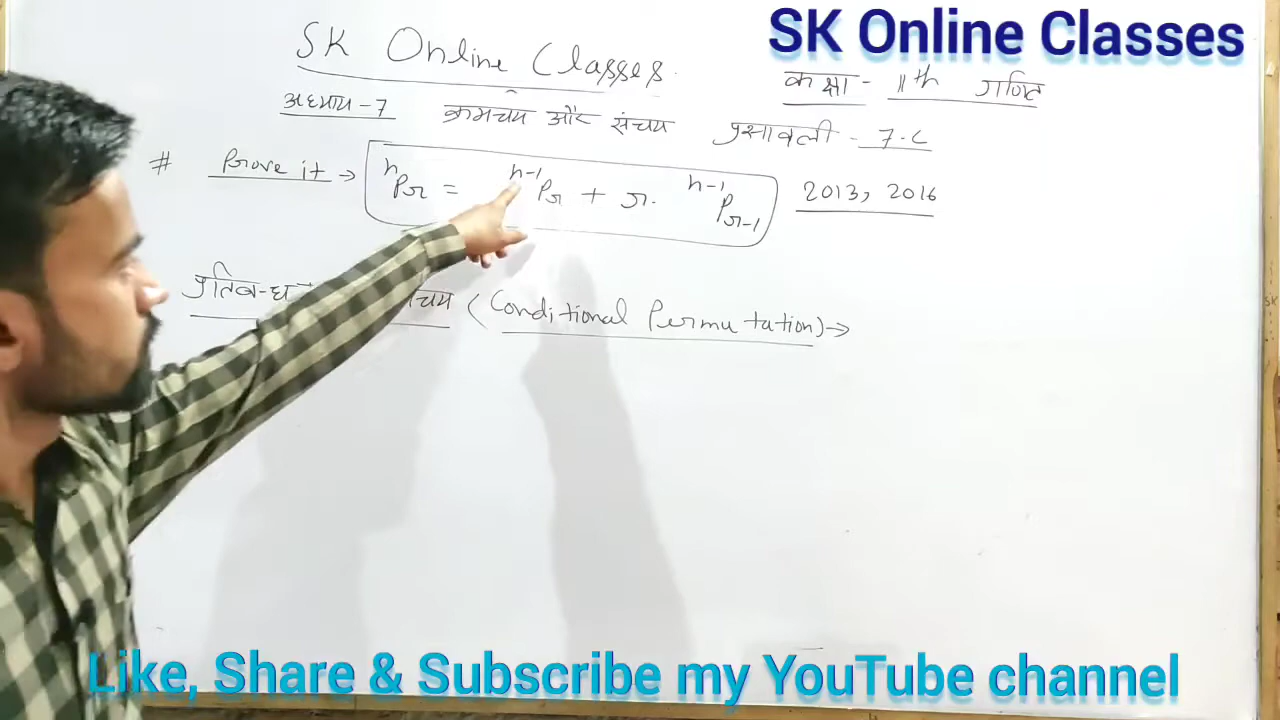 SK Online Classes
SK Online Classes
कक्षा - 11th गणित
अध्याय - 7 क्रमचय और संचय प्रश्नावली - 7.C
# Prove it → ⁿPr = ⁿ⁻¹Pr + r. ⁿ⁻¹Pr-1 2013, 2016
(Conditional Permutation) →
Like, Share & Subscribe my YouTube channel